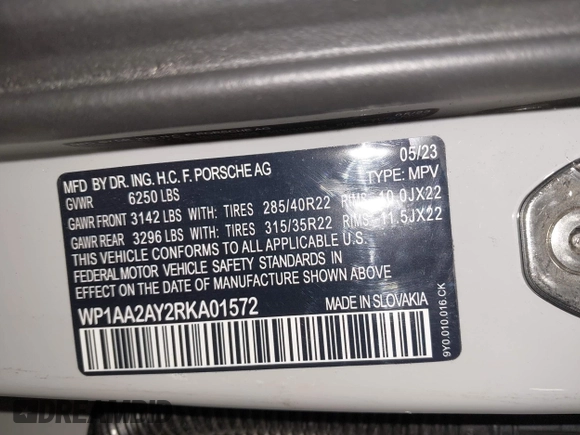 MFD BY DR. ING. H.C. F. PORSCHE AG 05/23
GVWR 6250 LBS TYPE: MPV
GAWR FRONT 3142 LBS WITH: TIRES 285/40R22 RIMS 10.0JX22
GAWR REAR 3296 LBS WITH: TIRES 315/35R22 RIMS 11.5JX22
THIS VEHICLE CONFORMS TO ALL APPLICABLE U.S.
FEDERAL MOTOR VEHICLE SAFETY STANDARDS IN
EFFECT ON THE DATE OF MANUFACTURE SHOWN ABOVE
WP1AA2AY2RKA01572 MADE IN SLOVAKIA
9Y0.010.016.CK
DREAMBID